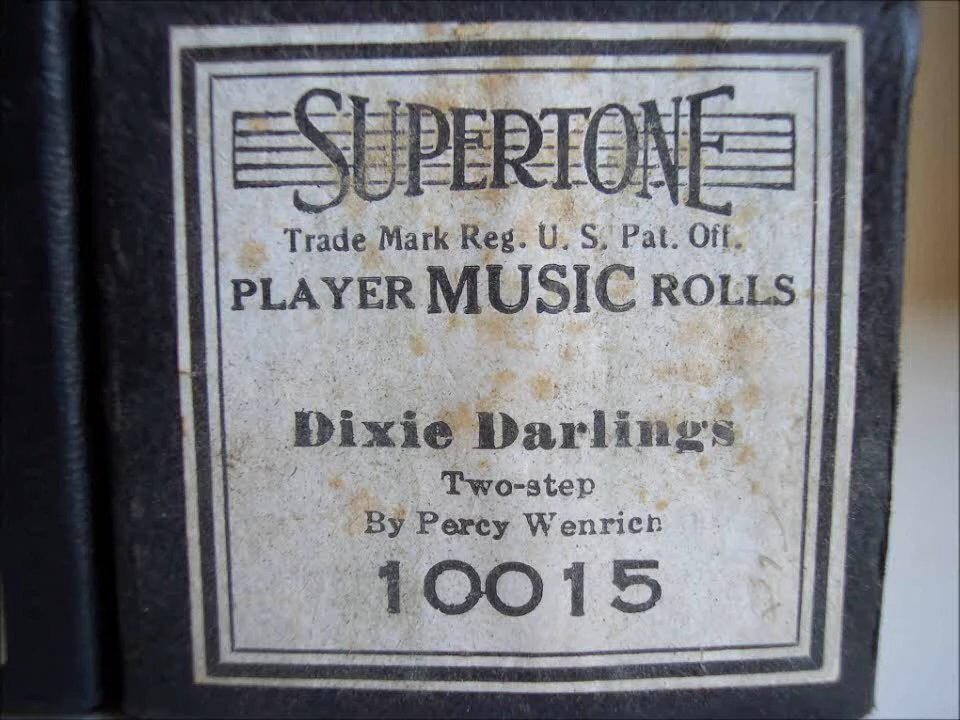 SUPERTONE
Trade Mark Reg. U. S. Pat. Off.
PLAYER MUSIC ROLLS
Dixie Darlings
Two-step
By Percy Wenrich
10015